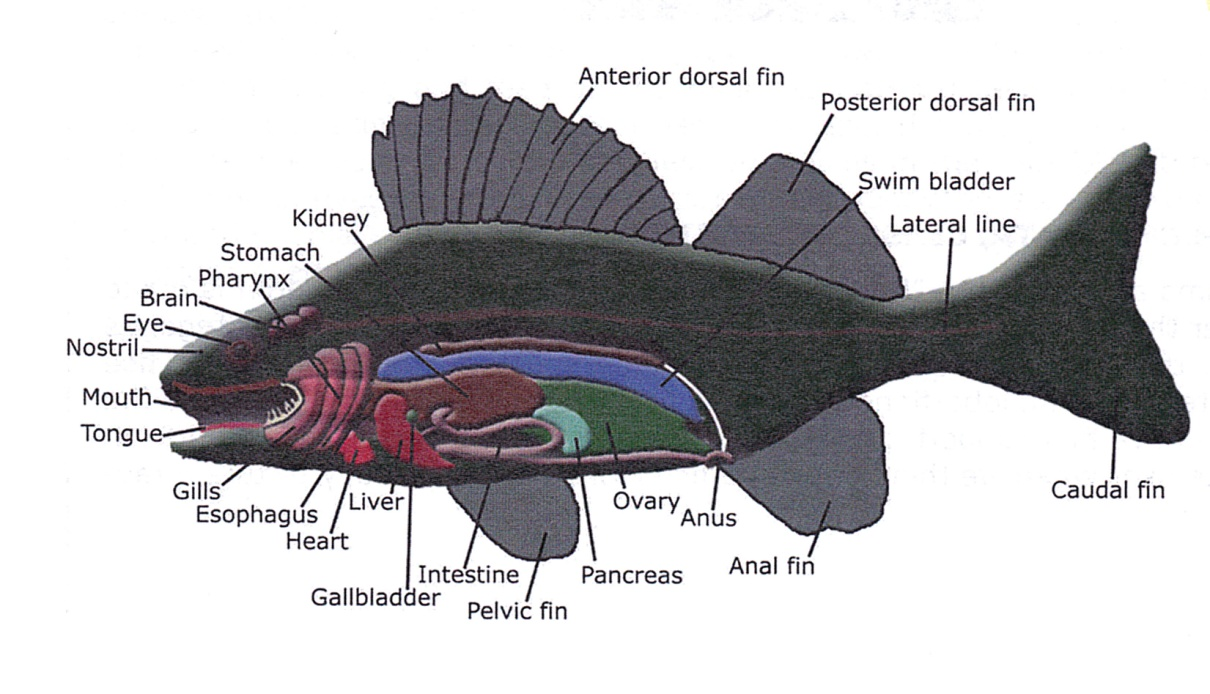 Anterior dorsal fin
Posterior dorsal fin
Swim bladder
Lateral line
Kidney
Stomach
Pharynx
Brain
Eye
Nostril
Mouth
Tongue
Gills
Esophagus
Heart
Liver
Gallbladder
Intestine
Pelvic fin
Pancreas
Ovary
Anus
Anal fin
Caudal fin